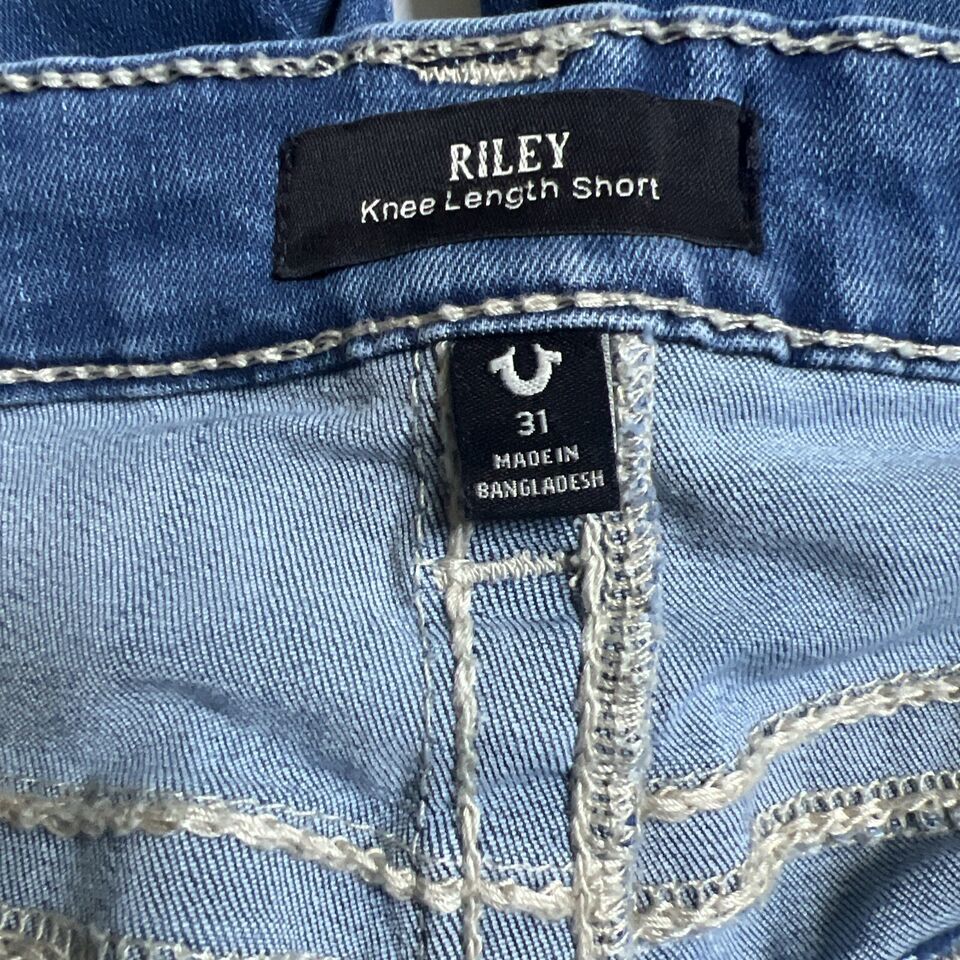 RILEY
Knee Length Short
31
MADE IN
BANGLADESH